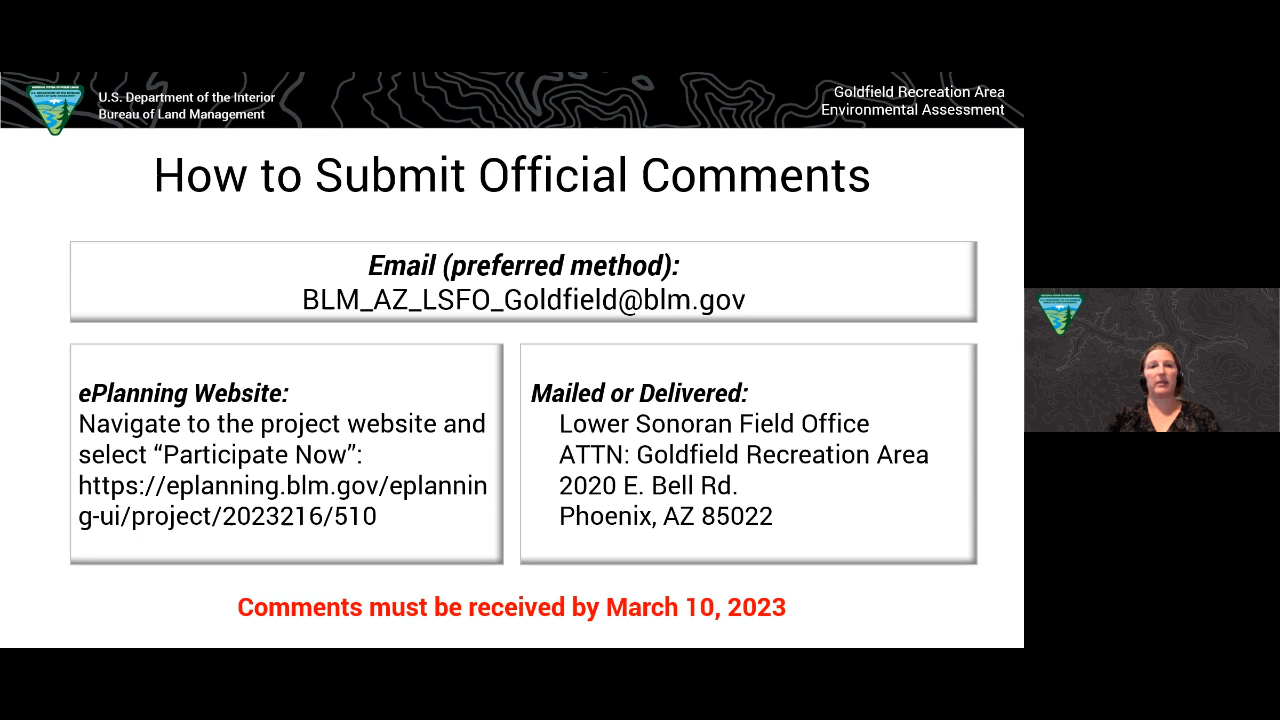 U.S. Department of the Interior
Bureau of Land Management
Goldfield Recreation Area
Environmental Assessment
How to Submit Official Comments
Email (preferred method):
BLM_AZ_LSFO_Goldfield@blm.gov
ePlanning Website:
Navigate to the project website and
select “Participate Now”:
https://eplanning.blm.gov/eplannin
g-ui/project/2023216/510
Mailed or Delivered:
Lower Sonoran Field Office
ATTN: Goldfield Recreation Area
2020 E. Bell Rd.
Phoenix, AZ 85022
Comments must be received by March 10, 2023